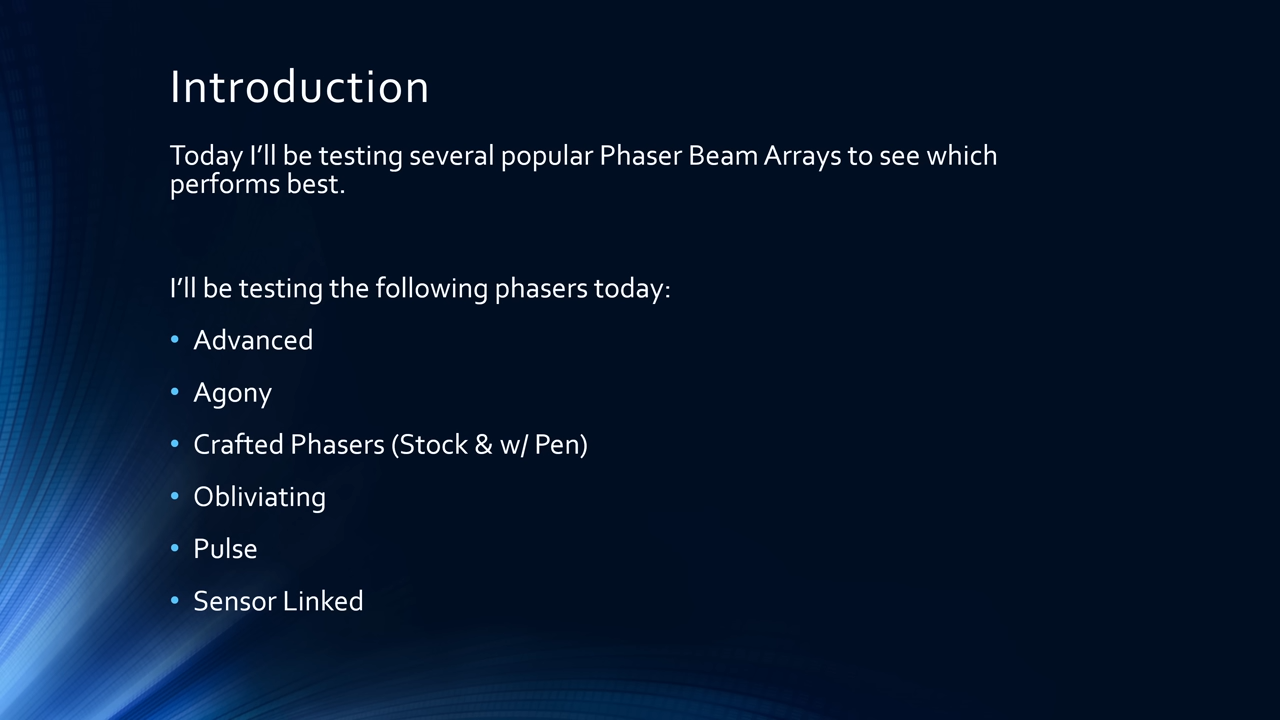 Introduction
Today I’ll be testing several popular Phaser Beam Arrays to see which
performs best.
I’ll be testing the following phasers today:
• Advanced
• Agony
• Crafted Phasers (Stock & w/ Pen)
• Obliviating
• Pulse
• Sensor Linked